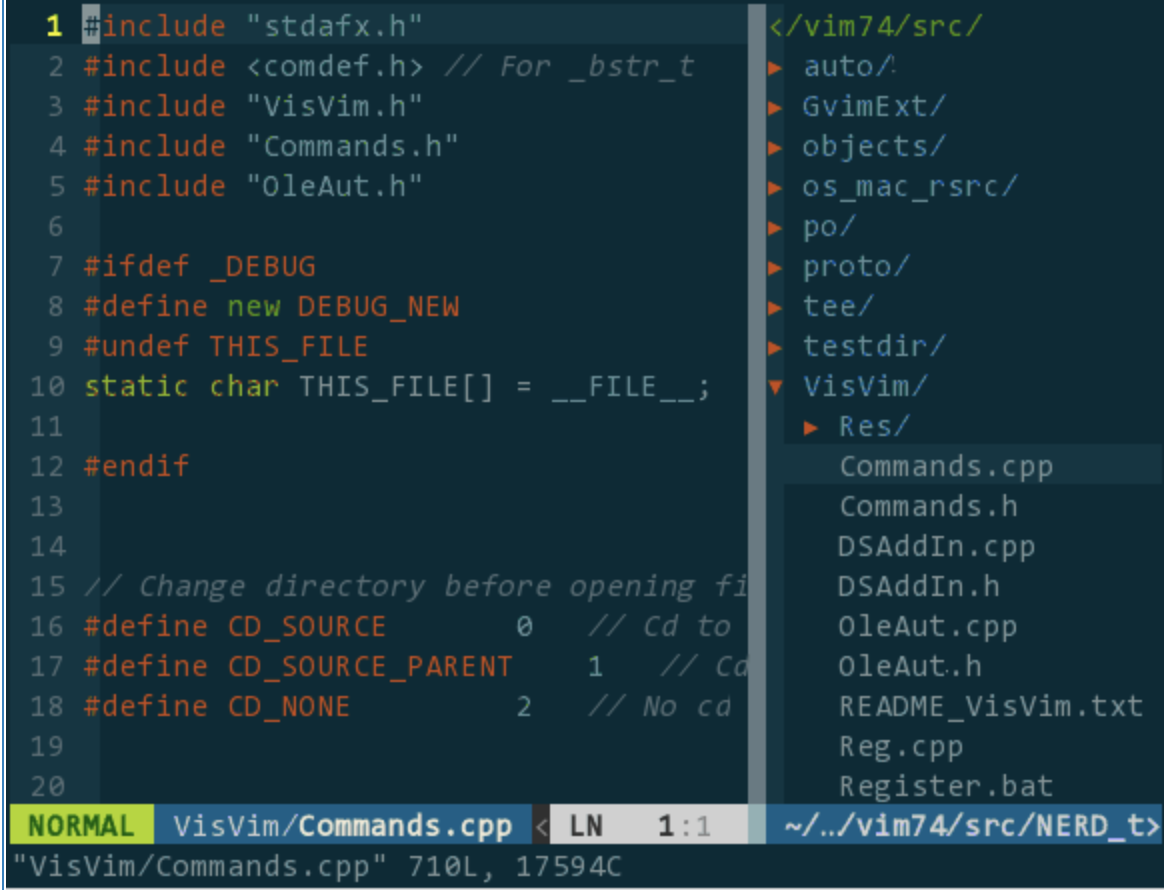 1 #include "stdafx.h"
2 #include <comdef.h> // For _bstr_t
3 #include "VisVim.h"
4 #include "Commands.h"
5 #include "OleAut.h"
6
7 #ifdef _DEBUG
8 #define new DEBUG_NEW
9 #undef THIS_FILE
10 static char THIS_FILE[] = __FILE__;
11
12 #endif
13
14
15 // Change directory before opening fi
16 #define CD_SOURCE 0 // Cd to
17 #define CD_SOURCE_PARENT 1 // Cd
18 #define CD_NONE 2 // No cd
19
20
</vim74/src/
▸ auto/
▸ GvimExt/
▸ objects/
▸ os_mac_rsrc/
▸ po/
▸ proto/
▸ tee/
▸ testdir/
▾ VisVim/
▸ Res/
Commands.cpp
Commands.h
DSAddIn.cpp
DSAddIn.h
OleAut.cpp
OleAut.h
README_VisVim.txt
Reg.cpp
Register.bat
NORMAL VisVim/Commands.cpp < LN 1:1 ~/../vim74/src/NERD_t>
"VisVim/Commands.cpp" 710L, 17594C